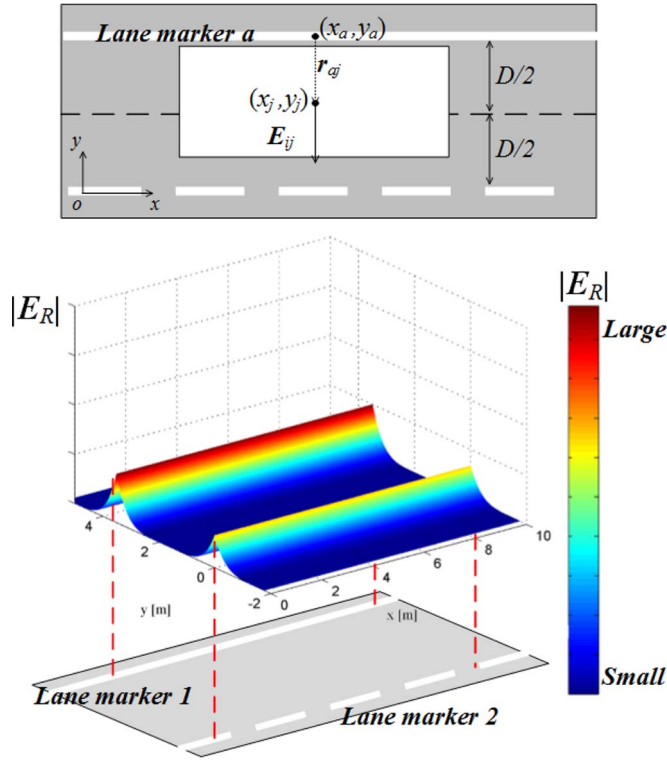 Lane marker a
(x_a, y_a)
r_aj
D/2
(x_j, y_j)
E_ij
D/2
y
o
x
|E_R|
|E_R|
Large
4
2
0
-2
0
2
4
6
8
10
y [m]
x [m]
Small
Lane marker 1
Lane marker 2